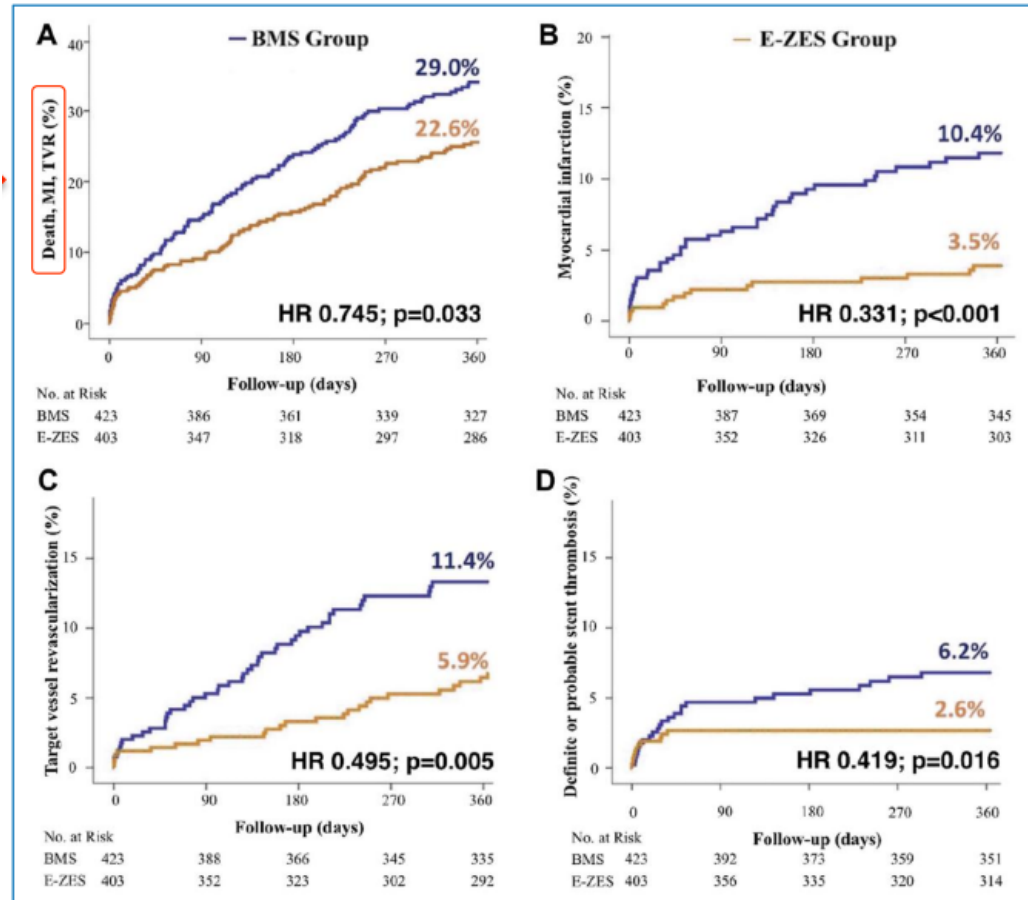 A
BMS Group
40
30
20
10
0
Death, MI, TVR (%)
29.0%
22.6%
HR 0.745; p=0.033
0 90 180 270 360
Follow-up (days)
No. at Risk
BMS 423 386 361 339 327
E-ZES 403 347 318 297 286
B
E-ZES Group
20
15
10
5
0
Myocardial infarction (%)
10.4%
3.5%
HR 0.331; p<0.001
0 90 180 270 360
Follow-up (days)
No. at Risk
BMS 423 387 369 354 345
E-ZES 403 352 326 311 303
C
15
10
5
0
Target vessel revascularization (%)
11.4%
5.9%
HR 0.495; p=0.005
0 90 180 270 360
Follow-up (days)
No. at Risk
BMS 423 388 366 345 335
E-ZES 403 352 323 302 292
D
15
10
5
0
Definite or probable stent thrombosis (%)
6.2%
2.6%
HR 0.419; p=0.016
0 90 180 270 360
Follow-up (days)
No. at Risk
BMS 423 392 373 359 351
E-ZES 403 356 335 320 314